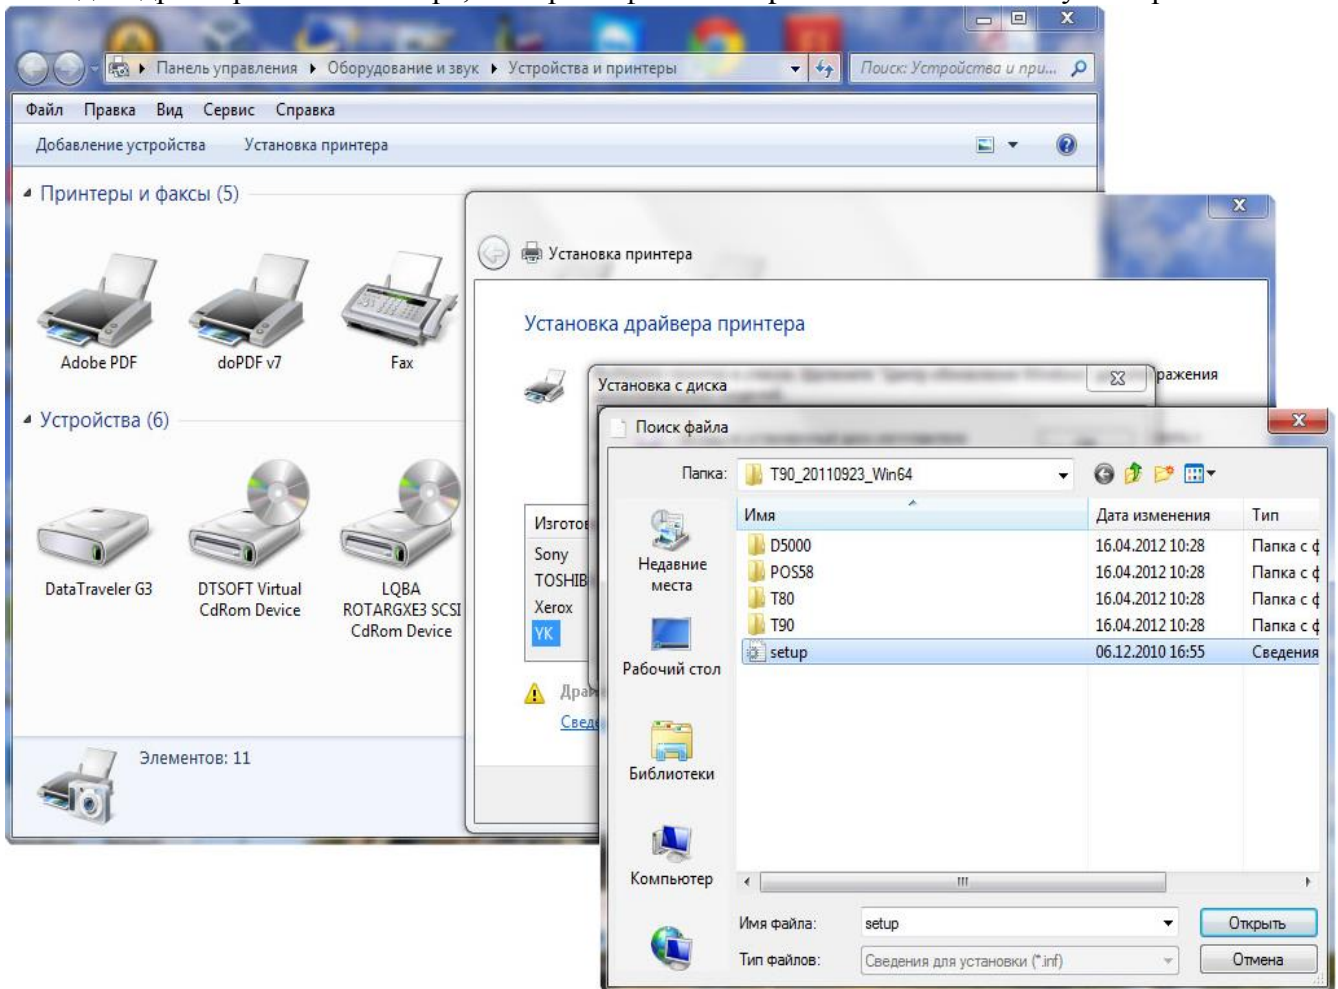 Панель управления ▸ Оборудование и звук ▸ Устройства и принтеры
Поиск: Устройства и при...
Файл Правка Вид Сервис Справка
Добавление устройства Установка принтера
Принтеры и факсы (5)
Adobe PDF
doPDF v7
Fax
Устройства (6)
DataTraveler G3
DTSOFT Virtual
CdRom Device
LQBA
ROTARGXE3 SCSI
CdRom Device
Элементов: 11
Установка принтера
Установка драйвера принтера
Sony
Xerox
YK
Установка с диска
Поиск файла
Папка: T90_20110923_Win64
Имя Дата изменения Тип
D5000 16.04.2012 10:28 Папка с ф
POS58 16.04.2012 10:28 Папка с ф
T80 16.04.2012 10:28 Папка с ф
T90 16.04.2012 10:28 Папка с ф
setup 06.12.2010 16:55 Сведения
Недавние
места
Рабочий стол
Библиотеки
Компьютер
Имя файла: setup Открыть
Тип файлов: Сведения для установки (*.inf) Отмена